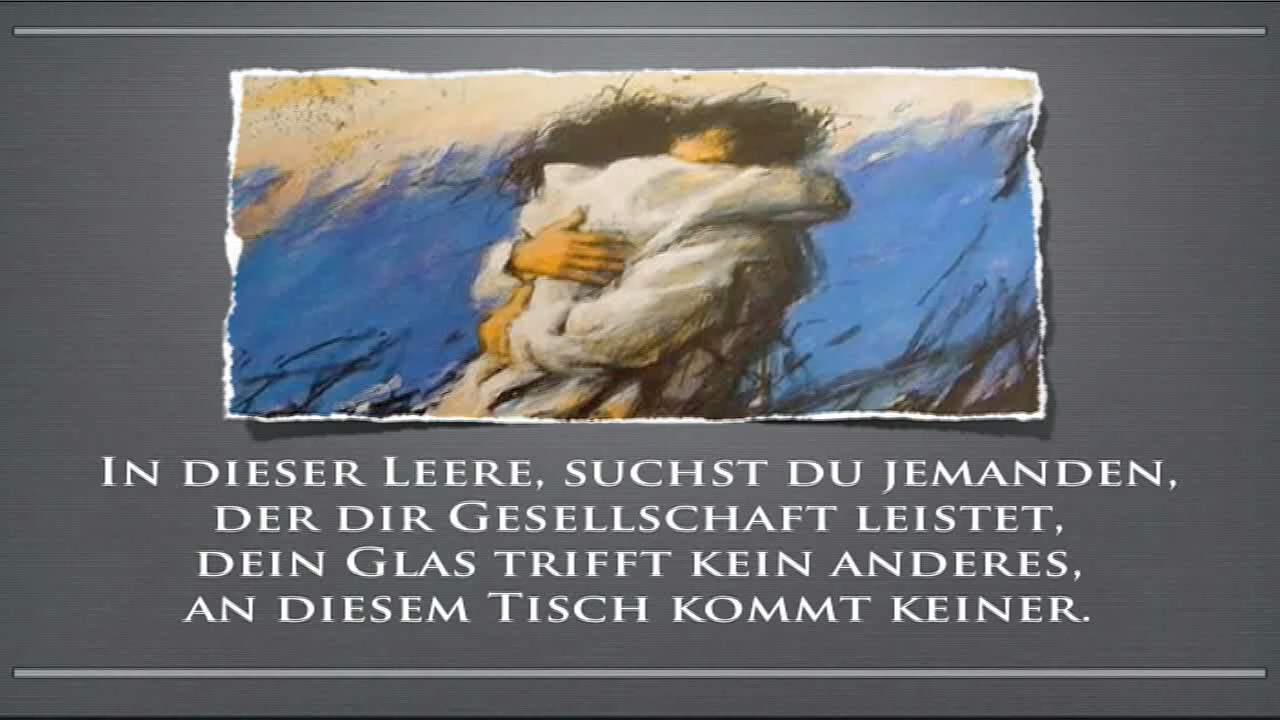 In dieser Leere, suchst du jemanden,
der dir Gesellschaft leistet,
dein Glas trifft kein anderes,
an diesem Tisch kommt keiner.